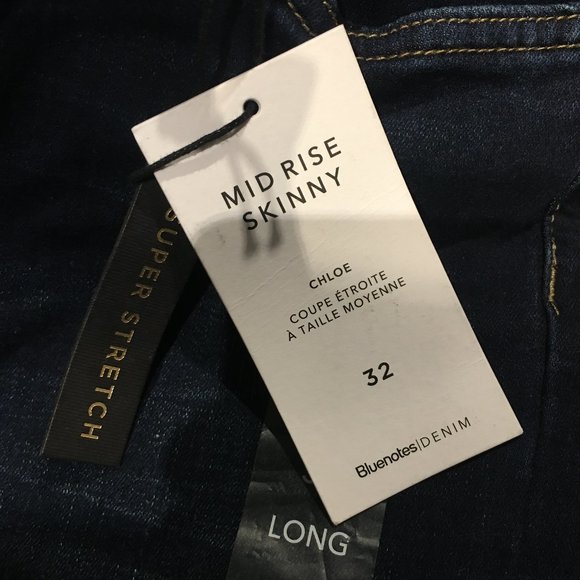 MID RISE
SKINNY
CHLOE
COUPE ÉTROITE
À TAILLE MOYENNE
32
Bluenotes|DENIM
SUPER STRETCH
LONG